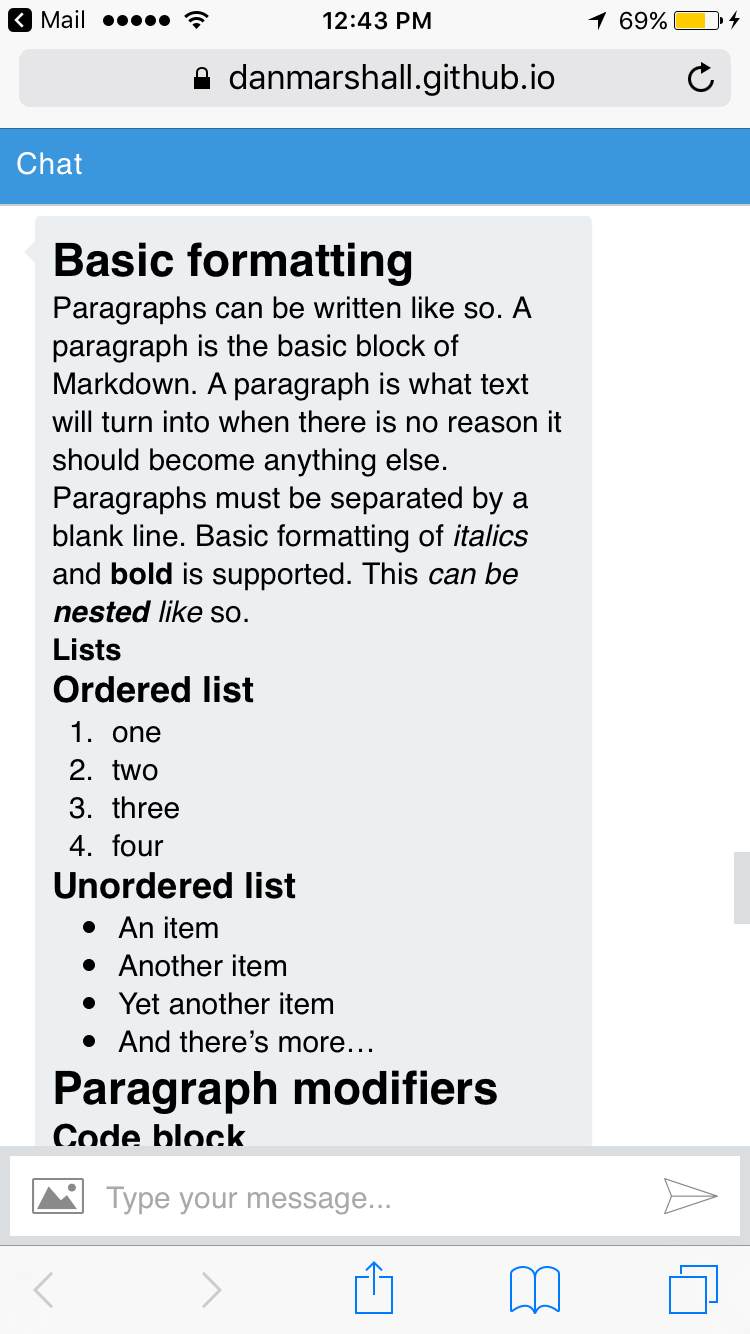 Mail 12:43 PM 69%
danmarshall.github.io
Chat
Basic formatting
Paragraphs can be written like so. A
paragraph is the basic block of
Markdown. A paragraph is what text
will turn into when there is no reason it
should become anything else.
Paragraphs must be separated by a
blank line. Basic formatting of italics
and bold is supported. This can be
nested like so.
Lists
Ordered list
1. one
2. two
3. three
4. four
Unordered list
• An item
• Another item
• Yet another item
• And there’s more…
Paragraph modifiers
Code block
Type your message...